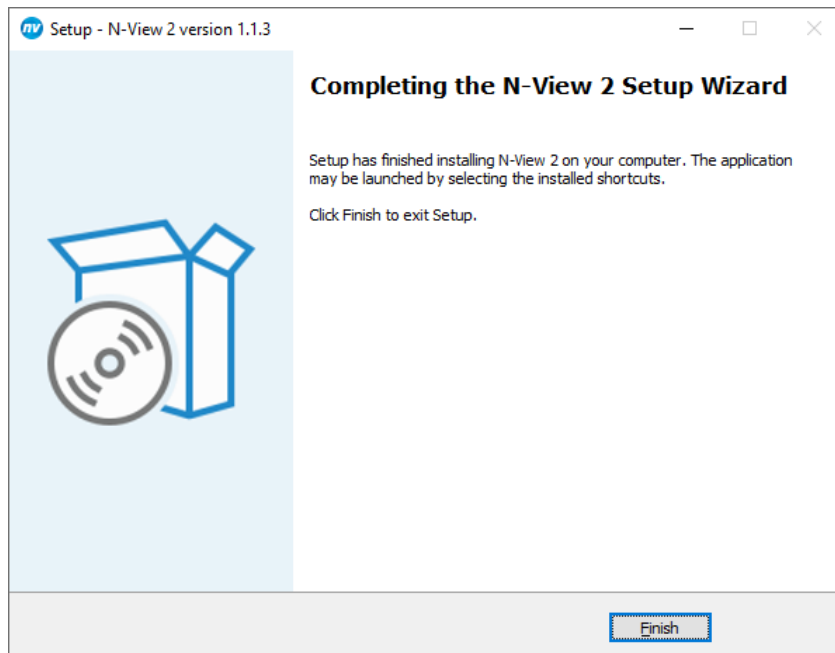 nv Setup - N-View 2 version 1.1.3
Completing the N-View 2 Setup Wizard
Setup has finished installing N-View 2 on your computer. The application
may be launched by selecting the installed shortcuts.
Click Finish to exit Setup.
Finish